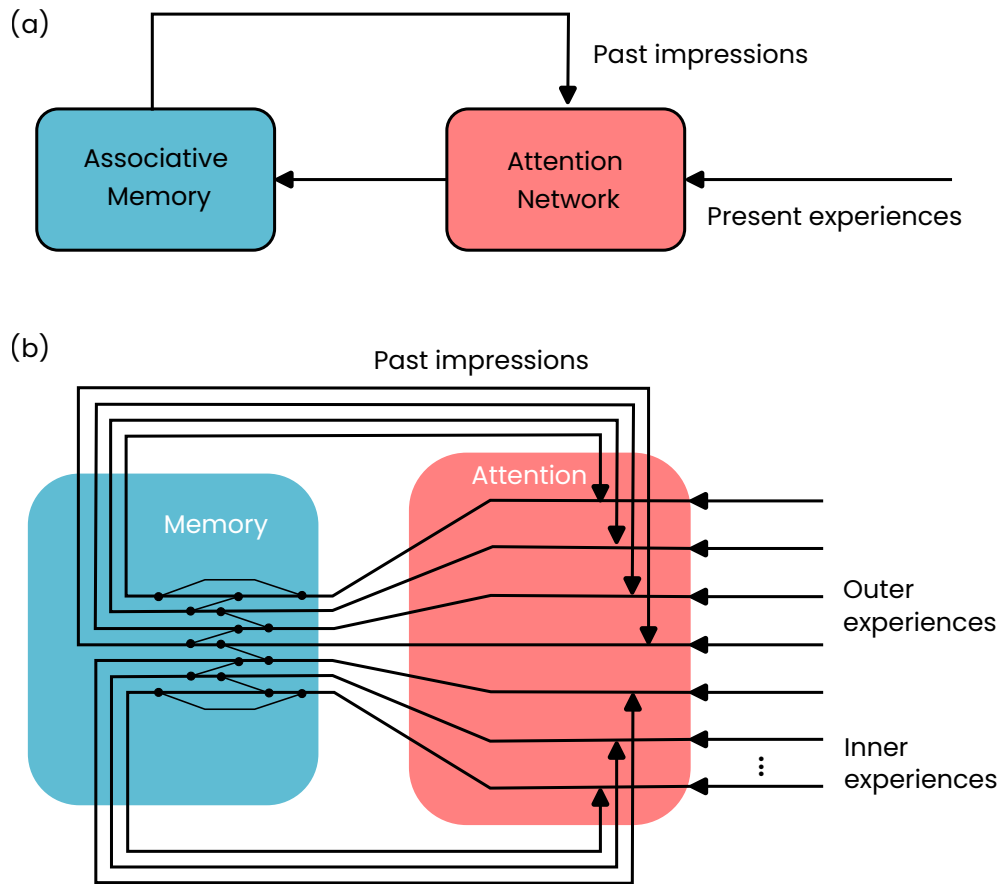 (a)
Past impressions
Associative
Memory
Attention
Network
Present experiences
(b)
Past impressions
Attention
Memory
Outer
experiences
Inner
experiences